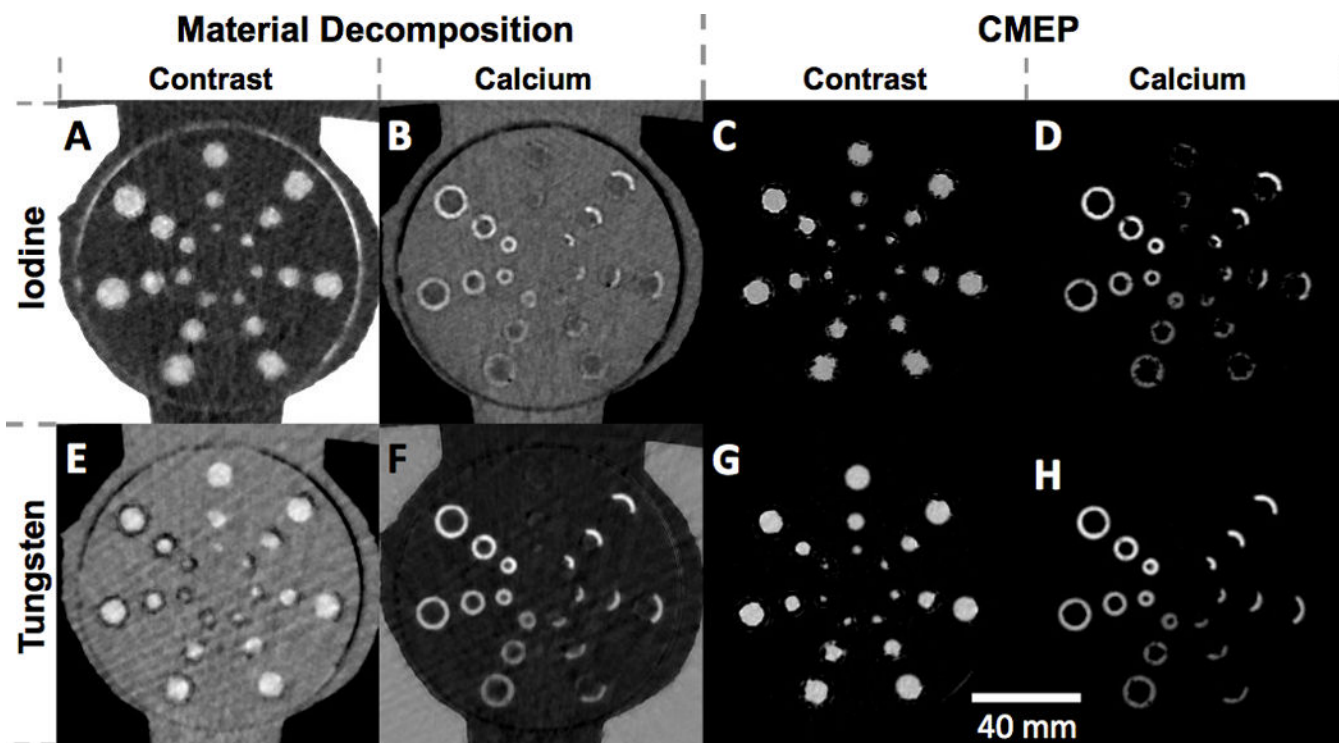 Material Decomposition CMEP
Contrast Calcium Contrast Calcium
Iodine
A B C D
Tungsten
E F G H
40 mm